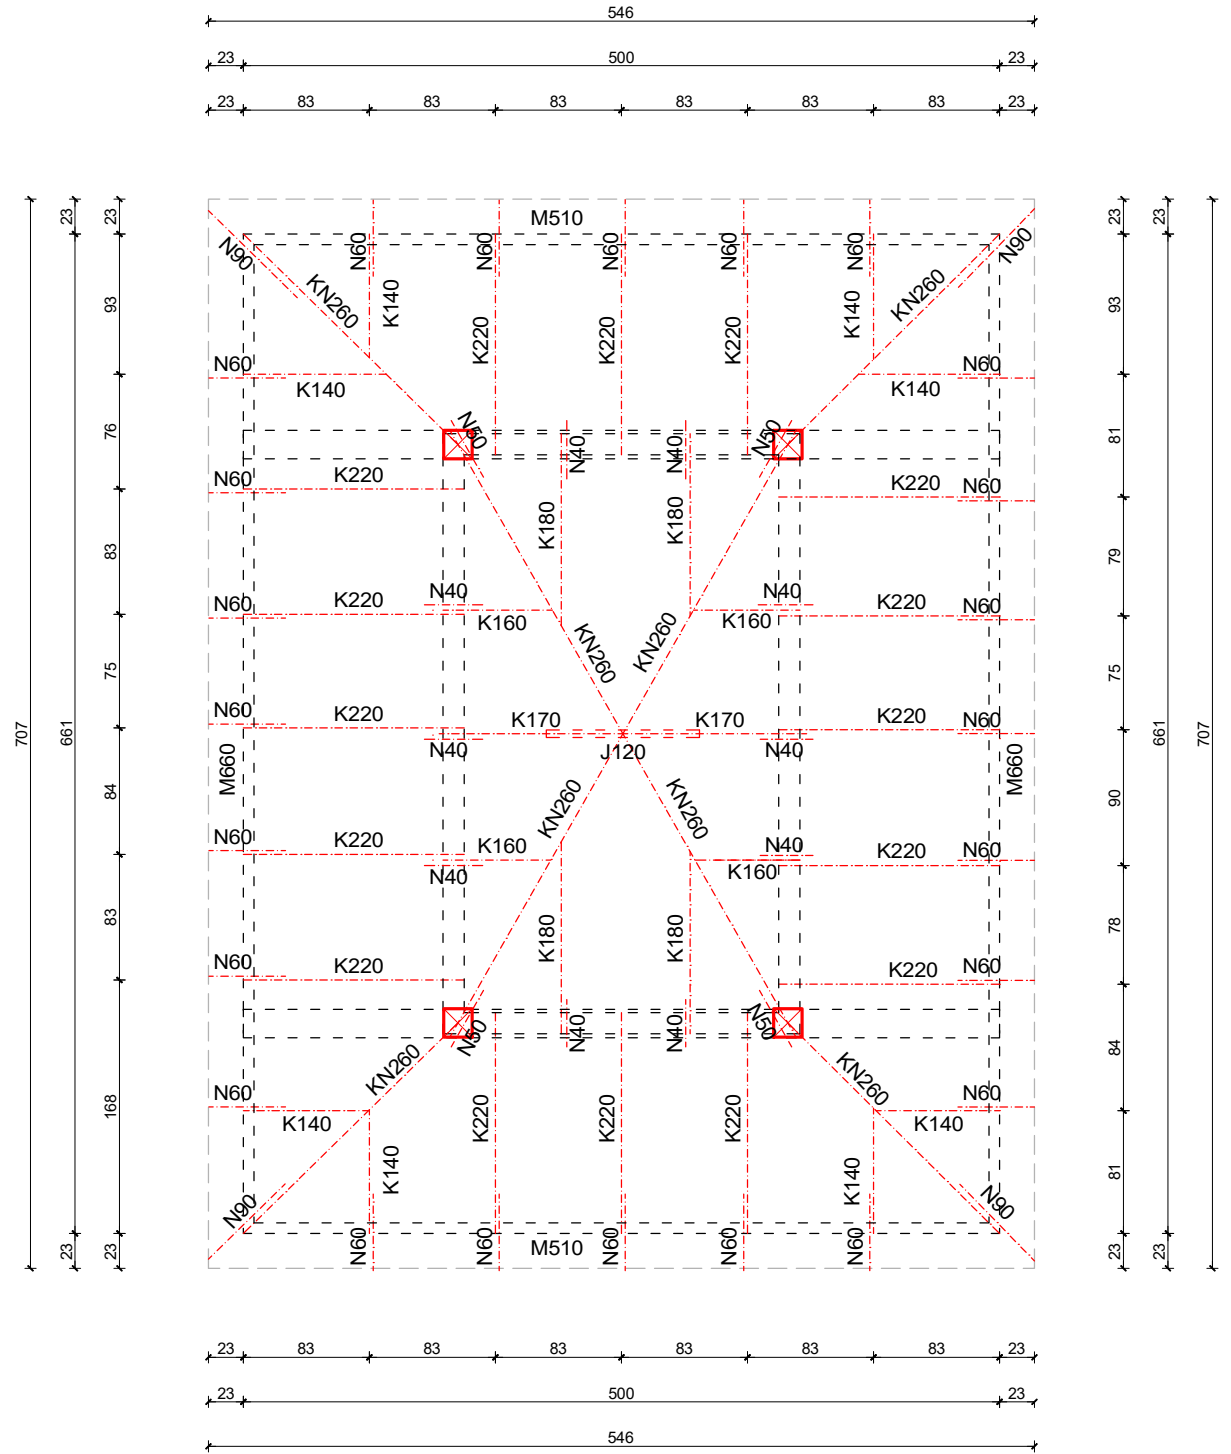 546
23 500 23
23 83 83 83 83 83 83 23
23 23 M510 23 23
N90 N60 N60 N60 N60 N60 N90
93 KN260 K140 K220 K220 K220 K140 KN260 93
N60 K140 K140 N60
76 N50 N40 N40 N50 81
N60 K220 K220 N60
83 K180 K180 79
N60 K220 N40 N40 K220 N60
K160 K160
75 KN260 KN260 75
N60 K220 K170 K170 K220 N60
707 661 M660 N40 J120 N40 M660 661 707
84 KN260 KN260 90
N60 K220 K160 N40 K220 N60
N40 K160
83 K180 K180 78
N60 K220 K220 N60
N50 N40 N40 N50
84
KN260 KN260
168 N60 K140 K220 K220 K220 K140 N60
K140 K140 81
N90 N90
23 23 N60 N60 M510 N60 N60 N60 23 23
23 83 83 83 83 83 83 23
23 500 23
546